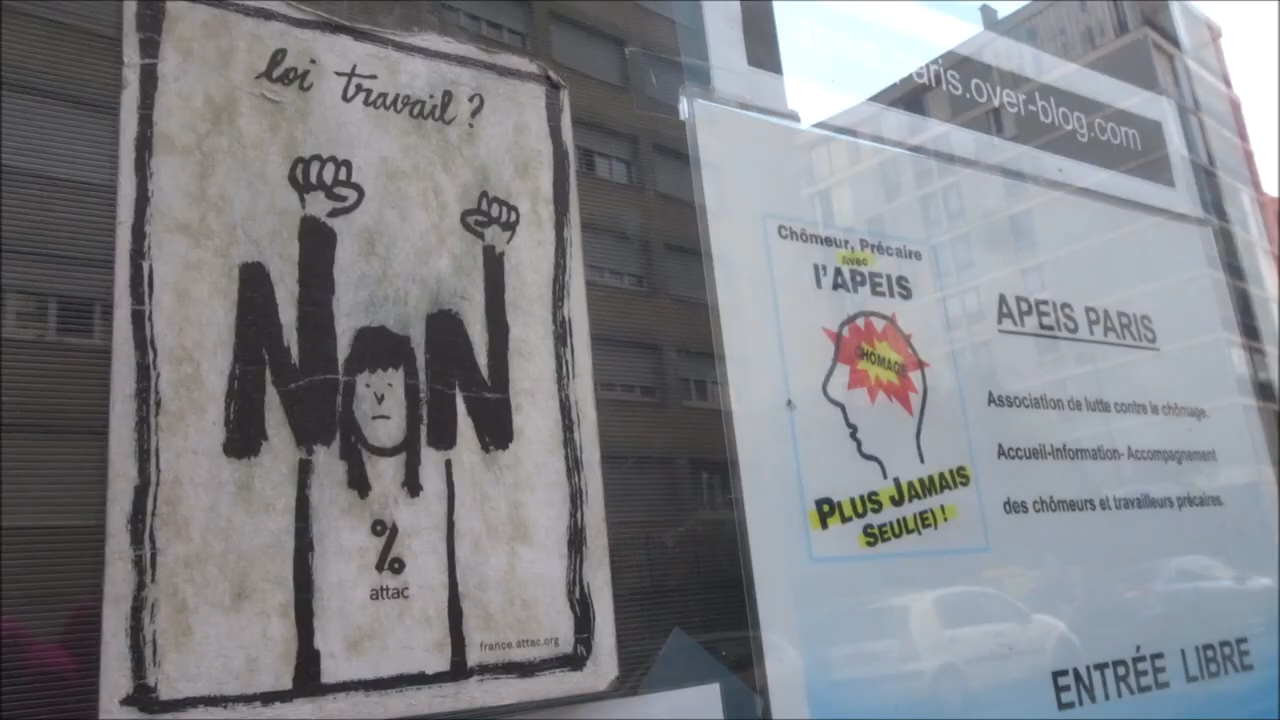 loi travail ?
NON
%
attac
france.attac.org
aris.over-blog.com
Chômeur, Précaire
Avec
l'APEIS
CHOMAGE
PLUS JAMAIS
SEUL(E) !
APEIS PARIS
Association de lutte contre le chômage.
Accueil-Information- Accompagnement
des chômeurs et travailleurs précaires.
ENTRÉE LIBRE